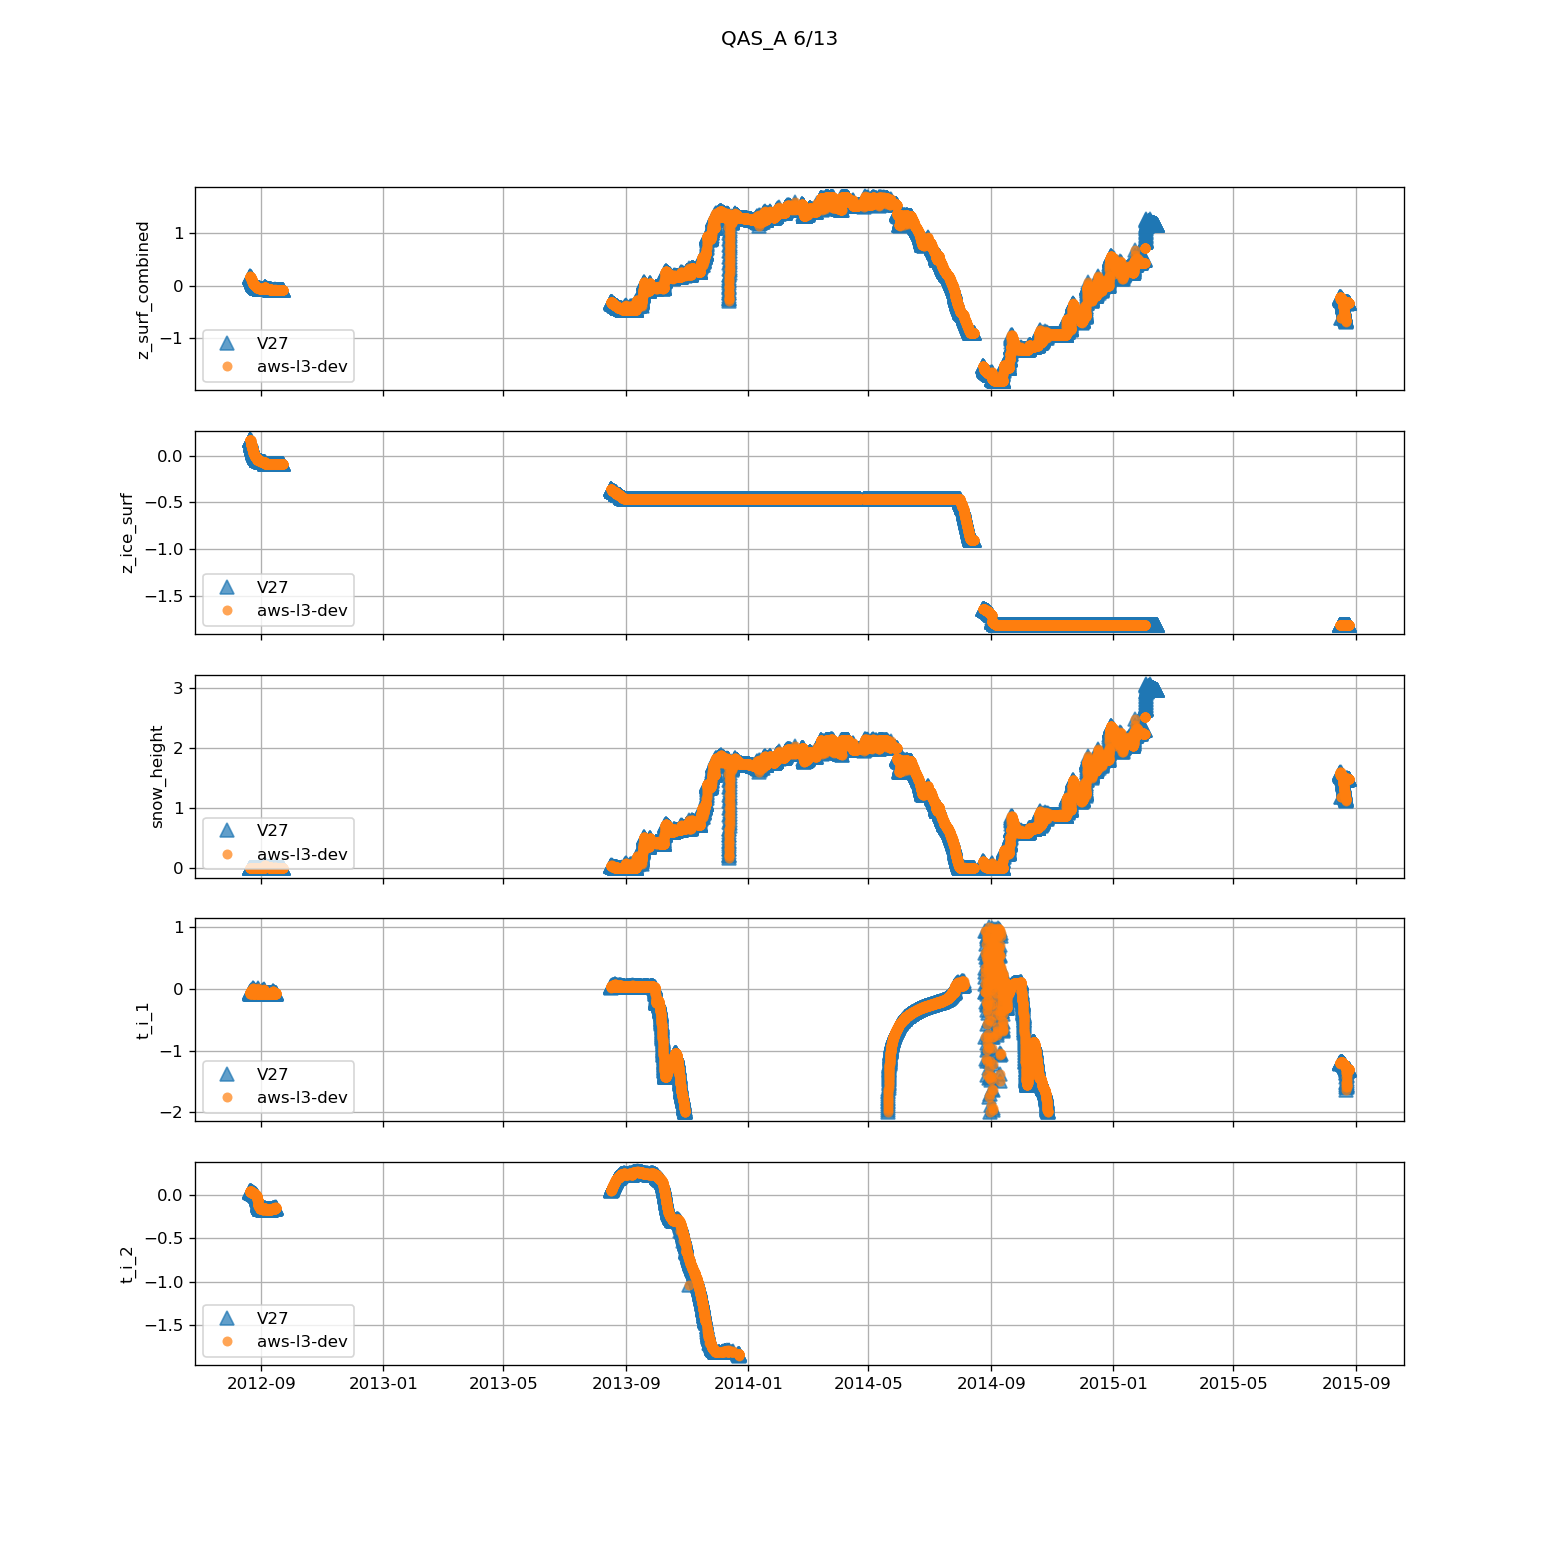 QAS_A 6/13
z_surf_combined
1
0
−1
V27
aws-l3-dev
z_ice_surf
0.0
−0.5
−1.0
−1.5
V27
aws-l3-dev
snow_height
3
2
1
0
V27
aws-l3-dev
t_i_1
1
0
−1
−2
V27
aws-l3-dev
t_i_2
0.0
−0.5
−1.0
−1.5
V27
aws-l3-dev
2012-09 2013-01 2013-05 2013-09 2014-01 2014-05 2014-09 2015-01 2015-05 2015-09